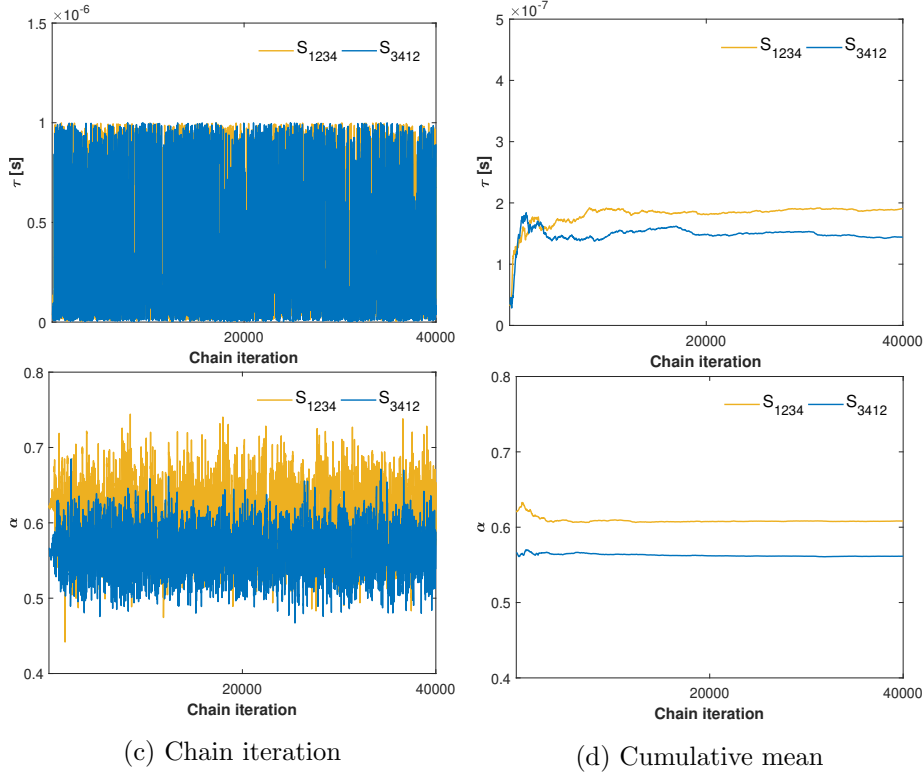 ×10⁻⁶
1.5
1
0.5
0
τ [s]
S₁₂₃₄ S₃₄₁₂
20000 40000
Chain iteration
×10⁻⁷
5
4
3
2
1
0
τ [s]
S₁₂₃₄ S₃₄₁₂
20000 40000
Chain iteration
0.8
0.7
0.6
0.5
0.4
α
S₁₂₃₄ S₃₄₁₂
20000 40000
Chain iteration
0.8
0.7
0.6
0.5
0.4
α
S₁₂₃₄ S₃₄₁₂
20000 40000
Chain iteration
(c) Chain iteration
(d) Cumulative mean